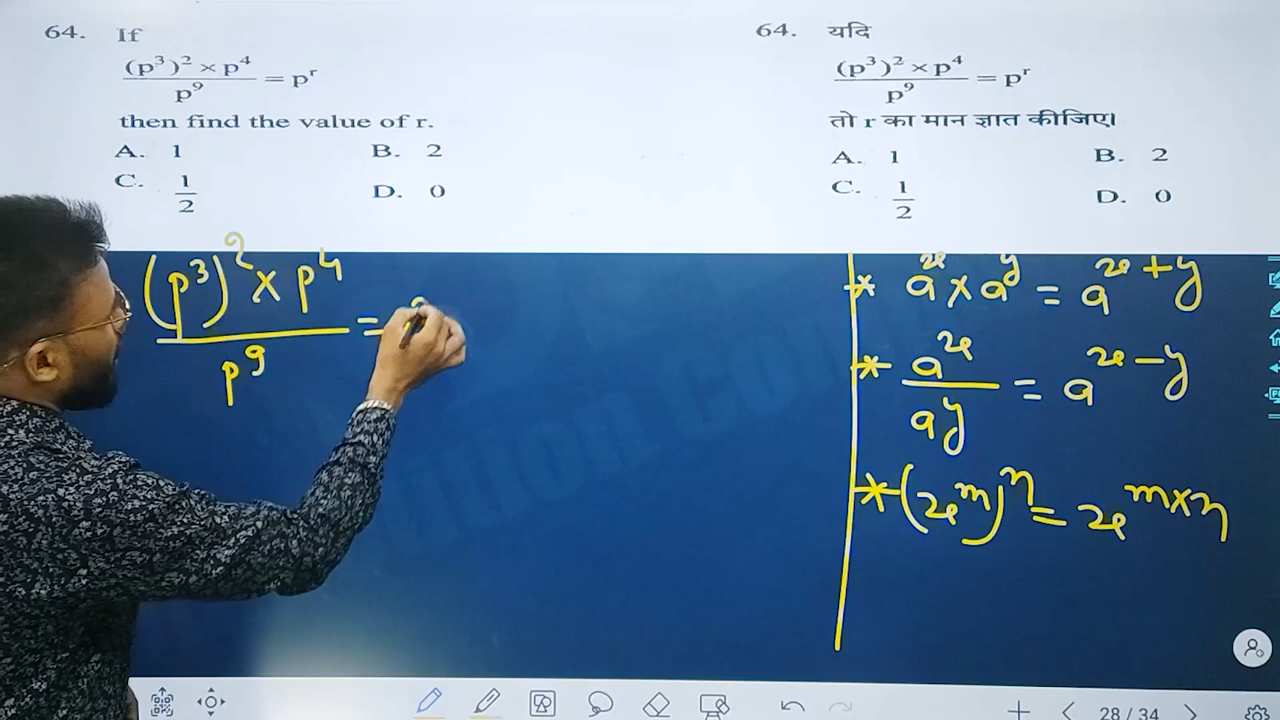 64. If
(p³)² × p⁴ / p⁹ = pʳ
then find the value of r.
A. 1 B. 2
C. 1/2 D. 0
64. यदि
(p³)² × p⁴ / p⁹ = pʳ
तो r का मान ज्ञात कीजिए।
A. 1 B. 2
C. 1/2 D. 0
(p³)² × p⁴ / p⁹ =
* aˣ × aʸ = aˣ⁺ʸ
* aˣ / aʸ = aˣ⁻ʸ
* (xᵐ)ⁿ = xᵐˣⁿ
28 / 34